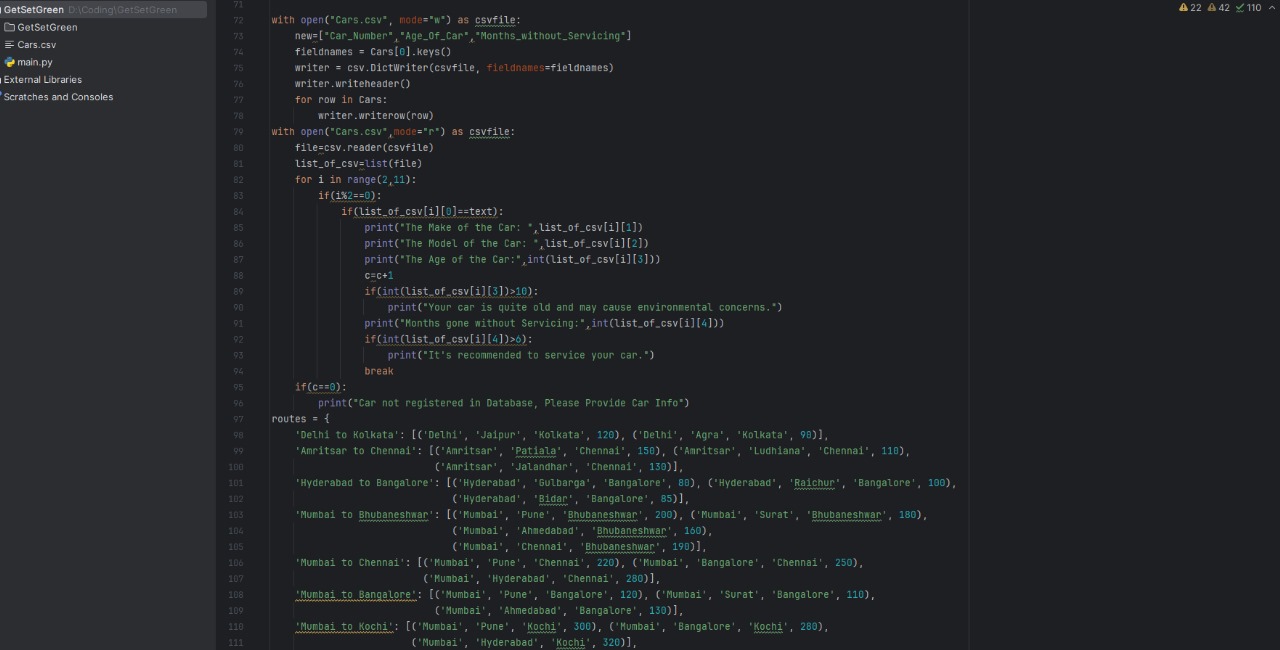 GetSetGreen D:\Coding\GetSetGreen
GetSetGreen
Cars.csv
main.py
External Libraries
Scratches and Consoles
22 42 110
71
72 with open("Cars.csv", mode="w") as csvfile:
73 new=["Car_Number","Age_Of_Car","Months_without_Servicing"]
74 fieldnames = Cars[0].keys()
75 writer = csv.DictWriter(csvfile, fieldnames=fieldnames)
76 writer.writeheader()
77 for row in Cars:
78 writer.writerow(row)
79 with open("Cars.csv",mode="r") as csvfile:
80 file=csv.reader(csvfile)
81 list_of_csv=list(file)
82 for i in range(2,11):
83 if(i%2==0):
84 if(list_of_csv[i][0]==text):
85 print("The Make of the Car: ",list_of_csv[i][1])
86 print("The Model of the Car: ",list_of_csv[i][2])
87 print("The Age of the Car:",int(list_of_csv[i][3]))
88 c=c+1
89 if(int(list_of_csv[i][3])>10):
90 print("Your car is quite old and may cause environmental concerns.")
91 print("Months gone without Servicing:",int(list_of_csv[i][4]))
92 if(int(list_of_csv[i][4])>6):
93 print("It's recommended to service your car.")
94 break
95 if(c==0):
96 print("Car not registered in Database, Please Provide Car Info")
97 routes = {
98 'Delhi to Kolkata': [('Delhi', 'Jaipur', 'Kolkata', 120), ('Delhi', 'Agra', 'Kolkata', 90)],
99 'Amritsar to Chennai': [('Amritsar', 'Patiala', 'Chennai', 150), ('Amritsar', 'Ludhiana', 'Chennai', 110),
100 ('Amritsar', 'Jalandhar', 'Chennai', 130)],
101 'Hyderabad to Bangalore': [('Hyderabad', 'Gulbarga', 'Bangalore', 80), ('Hyderabad', 'Raichur', 'Bangalore', 100),
102 ('Hyderabad', 'Bidar', 'Bangalore', 85)],
103 'Mumbai to Bhubaneshwar': [('Mumbai', 'Pune', 'Bhubaneshwar', 200), ('Mumbai', 'Surat', 'Bhubaneshwar', 180),
104 ('Mumbai', 'Ahmedabad', 'Bhubaneshwar', 160),
105 ('Mumbai', 'Chennai', 'Bhubaneshwar', 190)],
106 'Mumbai to Chennai': [('Mumbai', 'Pune', 'Chennai', 220), ('Mumbai', 'Bangalore', 'Chennai', 250),
107 ('Mumbai', 'Hyderabad', 'Chennai', 280)],
108 'Mumbai to Bangalore': [('Mumbai', 'Pune', 'Bangalore', 120), ('Mumbai', 'Surat', 'Bangalore', 110),
109 ('Mumbai', 'Ahmedabad', 'Bangalore', 130)],
110 'Mumbai to Kochi': [('Mumbai', 'Pune', 'Kochi', 300), ('Mumbai', 'Bangalore', 'Kochi', 280),
111 ('Mumbai', 'Hyderabad', 'Kochi', 320)],